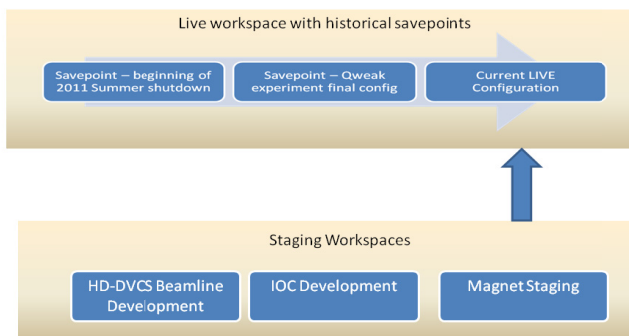 Live workspace with historical savepoints
Savepoint – beginning of
2011 Summer shutdown
Savepoint – Qweak
experiment final config
Current LIVE
Configuration
Staging Workspaces
HD-DVCS Beamline
Development
IOC Development
Magnet Staging